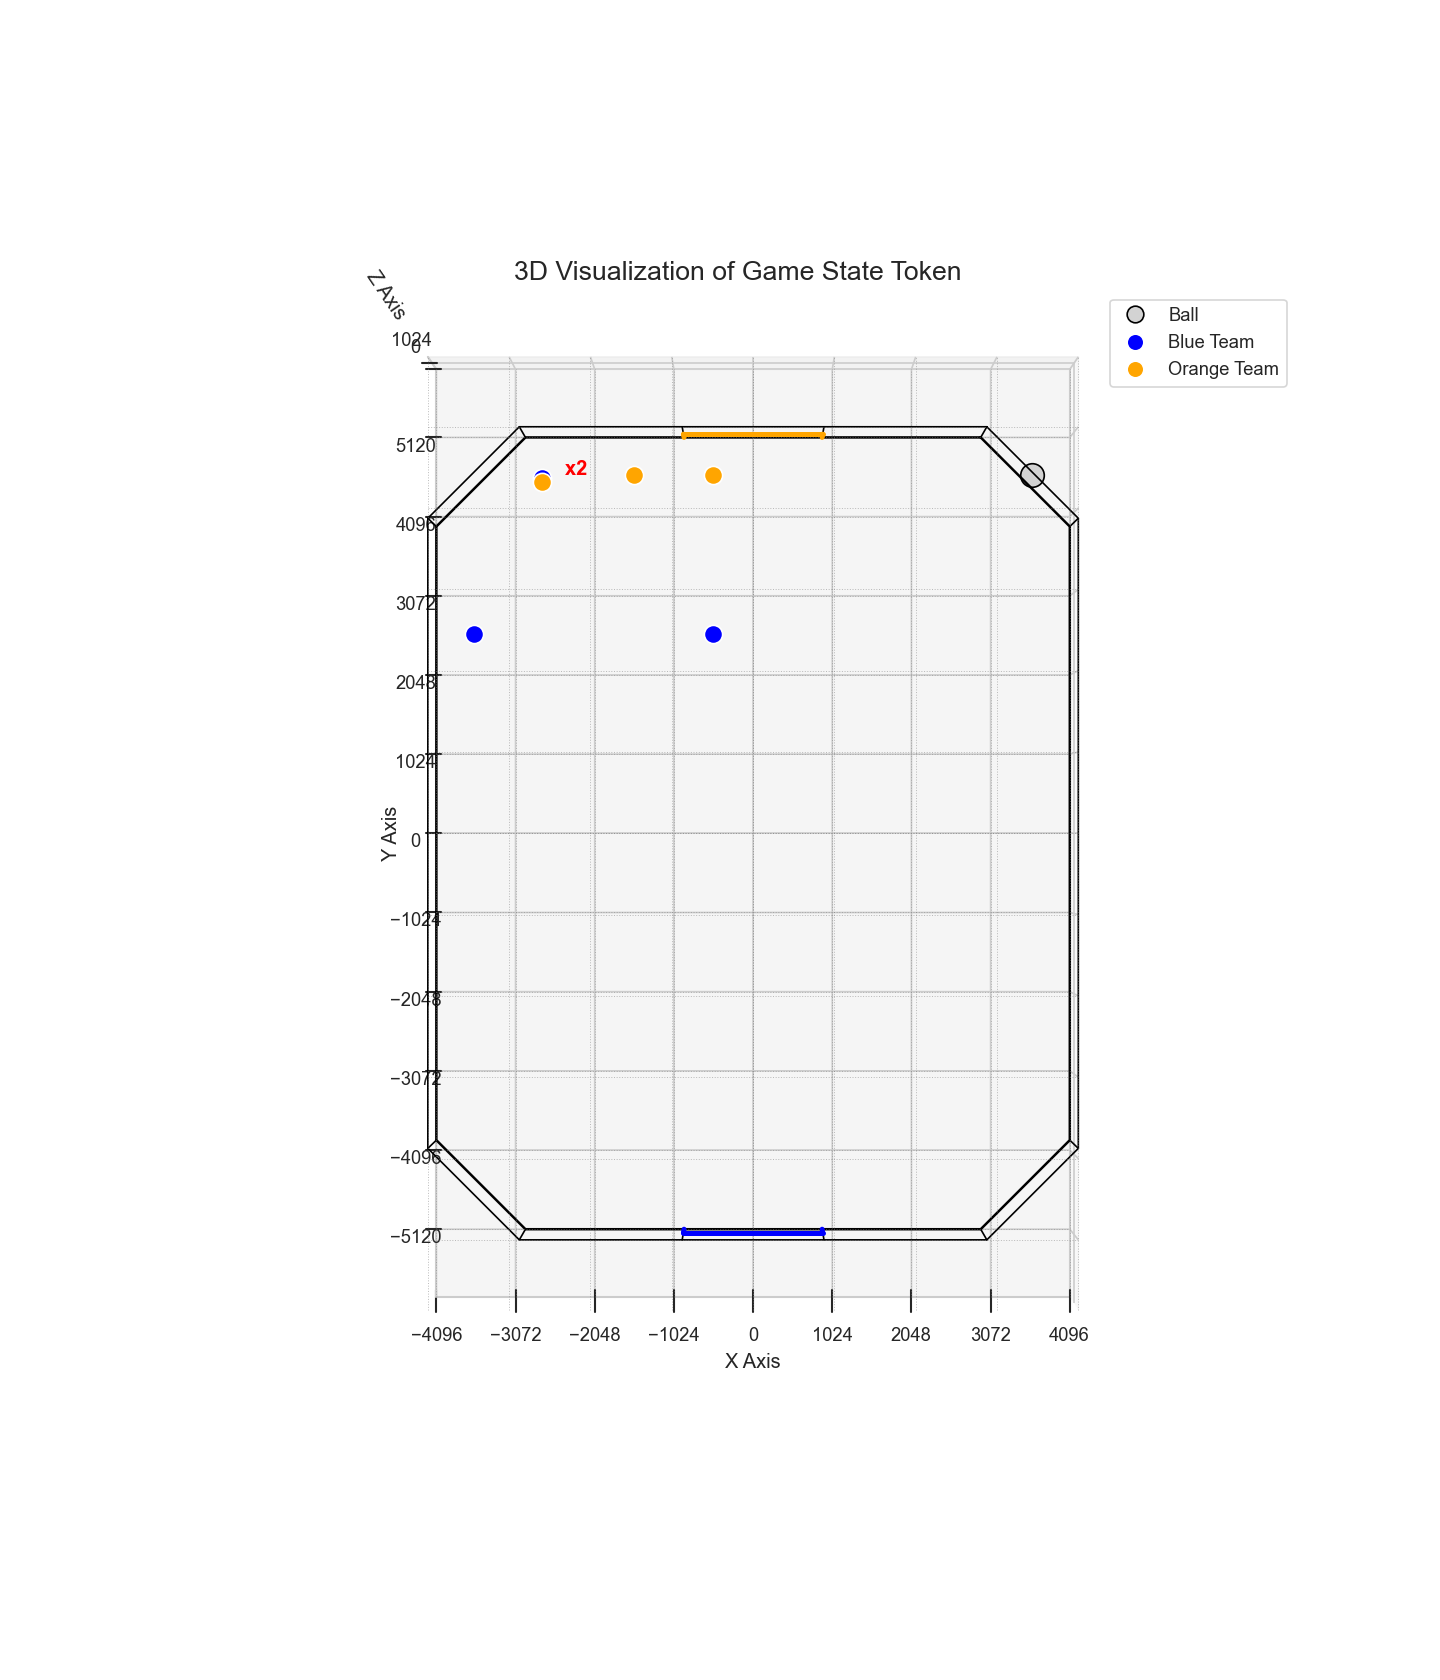 3D Visualization of Game State Token
Ball
Blue Team
Orange Team
Z Axis
1024
0
5120
4096
3072
2048
1024
0
−1024
−2048
−3072
−4096
−5120
Y Axis
x2
−4096 −3072 −2048 −1024 0 1024 2048 3072 4096
X Axis